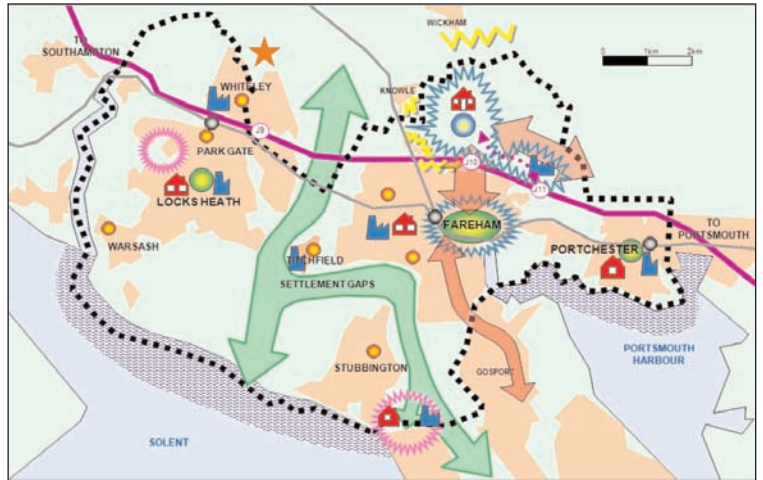 WICKHAM
TO
SOUTHAMPTON
0 1km 2km
WHITELEY
KNOWLE
J9
PARK GATE
J10
J11
LOCKS HEATH
FAREHAM
TO
PORTSMOUTH
WARSASH
TITCHFIELD
PORTCHESTER
SETTLEMENT GAPS
STUBBINGTON
GOSPORT
PORTSMOUTH
HARBOUR
SOLENT